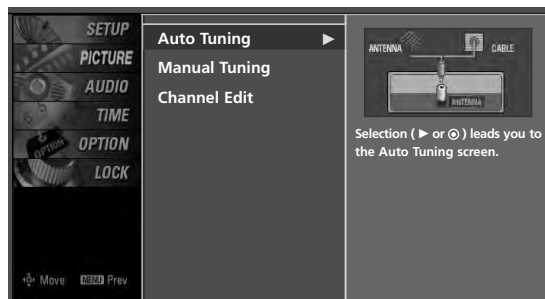 SETUP
PICTURE
AUDIO
TIME
OPTION
LOCK
Move MENU Prev
Auto Tuning ▶
Manual Tuning
Channel Edit
ANTENNA
CABLE
ANTENNA
Selection ( ▶ or ◉ ) leads you to
the Auto Tuning screen.